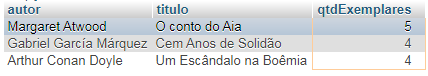 autor titulo qtdExemplares
Margaret Atwood O conto do Aia 5
Gabriel García Márquez Cem Anos de Solidão 4
Arthur Conan Doyle Um Escândalo na Boêmia 4